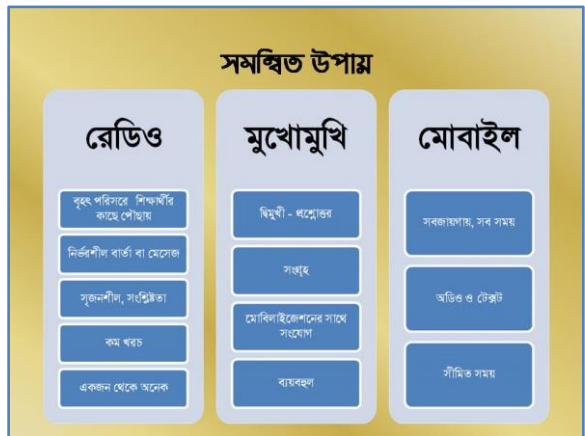 সমন্বিত উপায়
রেডিও
বৃহৎ পরিসরে শিক্ষার্থীর
কাছে পৌছায়
নির্ভরশীল বার্তা বা মেসেজ
সৃজনশীল, সংশ্লিষ্টতা
কম খরচ
একজন থেকে অনেক
মুখোমুখি
দ্বিমুখী - প্রশ্নোত্তর
সংগৃহ
মোবিলাইজেশনের সাথে
সংযোগ
ব্যয়বহুল
মোবাইল
সবজায়গায়, সব সময়
অডিও ও টেক্সট
সীমিত সময়